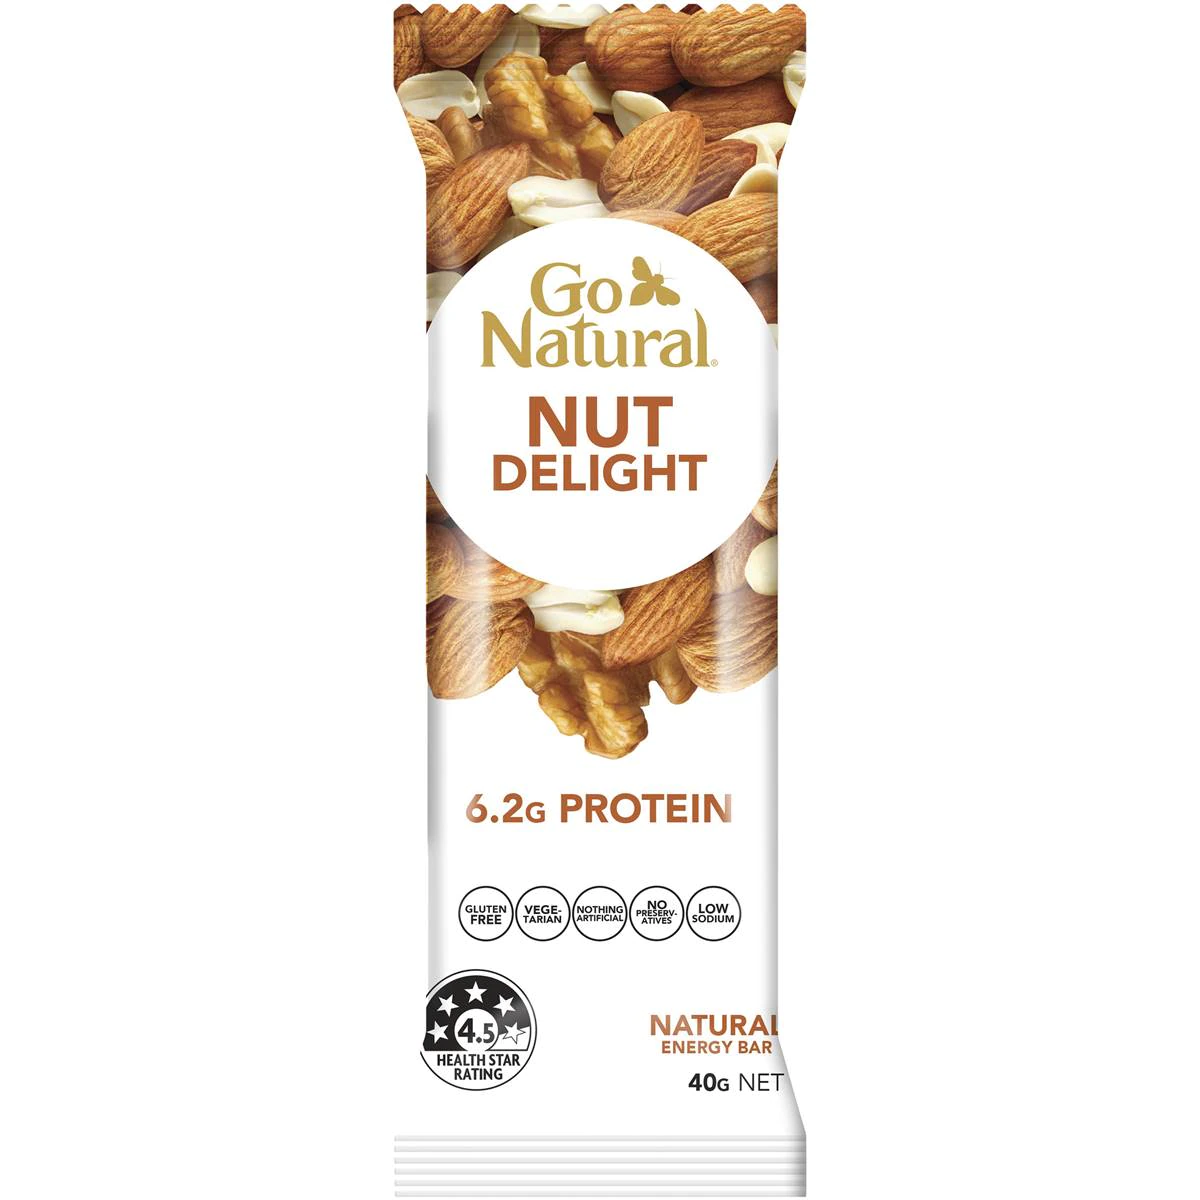 Go
Natural®
NUT
DELIGHT
6.2G PROTEIN
GLUTEN
FREE
VEGE-
TARIAN
NOTHING
ARTIFICIAL
NO
PRESERV-
ATIVES
LOW
SODIUM
4.5
HEALTH STAR
RATING
NATURAL
ENERGY BAR
40G NET